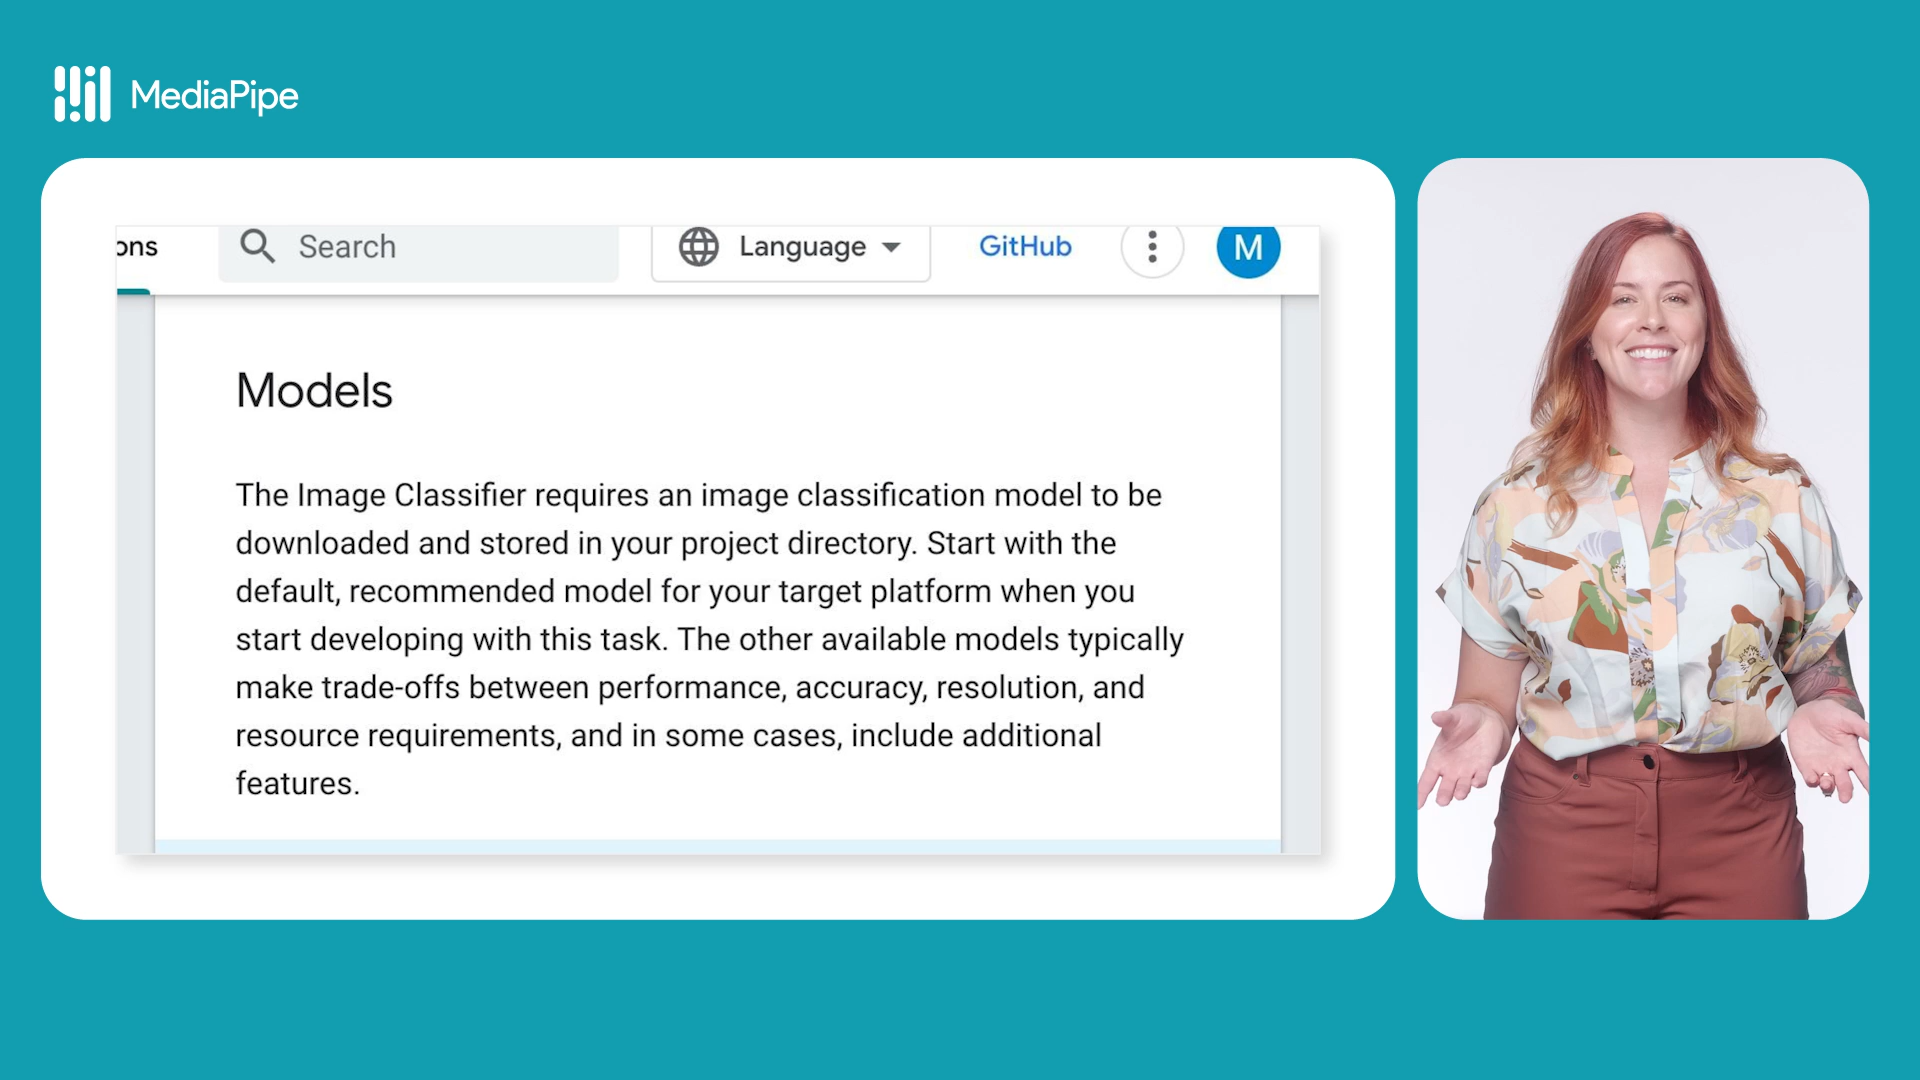 MediaPipe
ons
Search
Language
GitHub
M
Models
The Image Classifier requires an image classification model to be
downloaded and stored in your project directory. Start with the
default, recommended model for your target platform when you
start developing with this task. The other available models typically
make trade-offs between performance, accuracy, resolution, and
resource requirements, and in some cases, include additional
features.